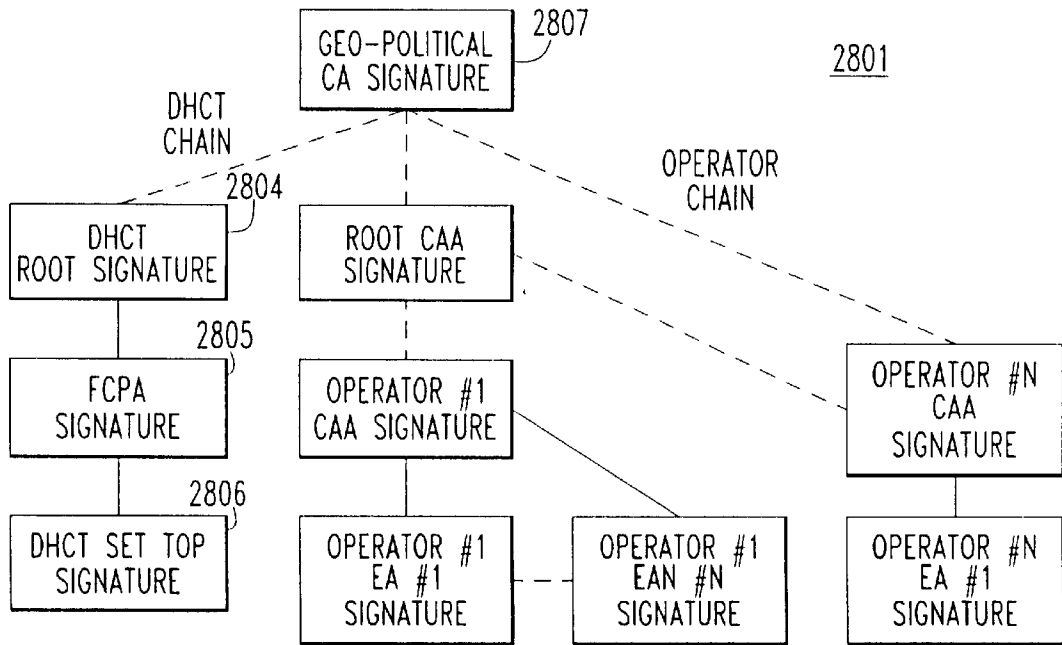 GEO-POLITICAL
CA SIGNATURE
2807
2801
DHCT
CHAIN
OPERATOR
CHAIN
2804
DHCT
ROOT SIGNATURE
ROOT CAA
SIGNATURE
2805
FCPA
SIGNATURE
OPERATOR #1
CAA SIGNATURE
OPERATOR #N
CAA
SIGNATURE
2806
DHCT SET TOP
SIGNATURE
OPERATOR #1
EA #1
SIGNATURE
OPERATOR #1
EAN #N
SIGNATURE
OPERATOR #N
EA #1
SIGNATURE